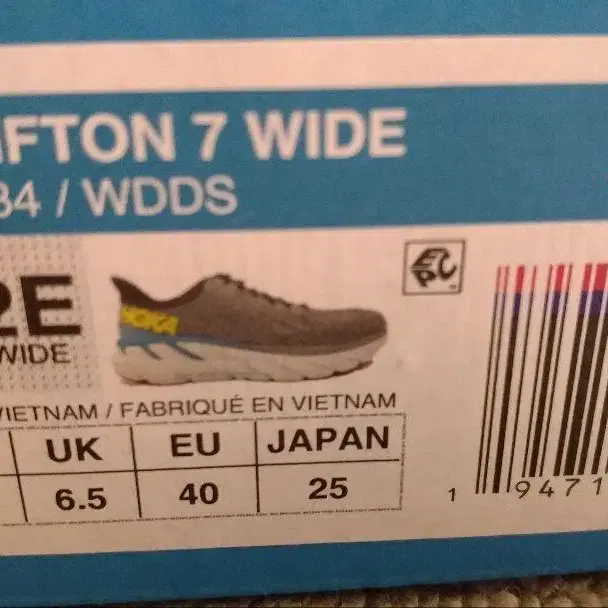 IFTON 7 WIDE
34 / WDDS
2E
WIDE
EPC
HOKA
VIETNAM / FABRIQUÉ EN VIETNAM
UK EU JAPAN
6.5 40 25
1 9471